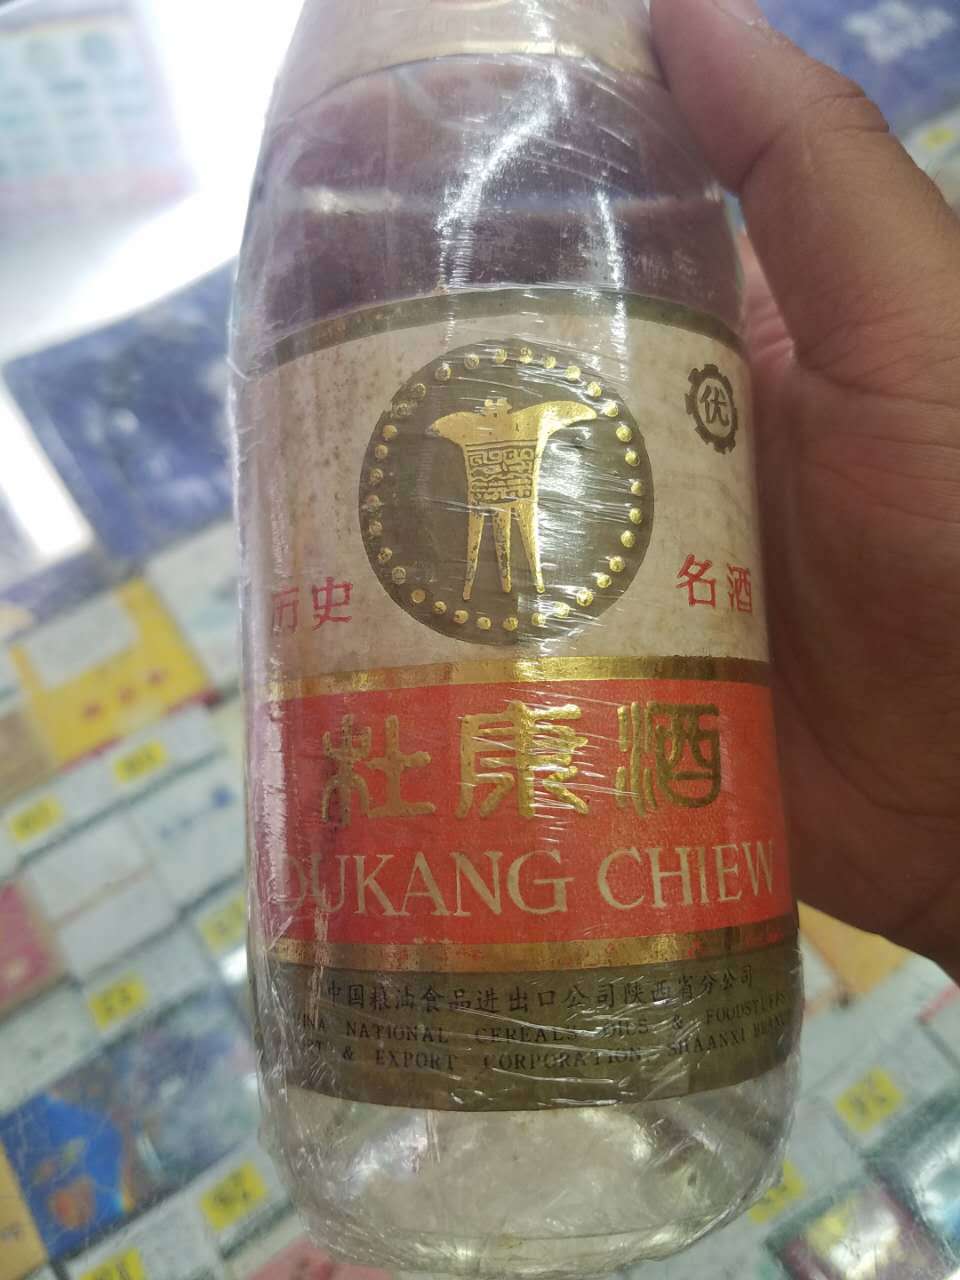 优
历史
名酒
杜康酒
DUKANG CHIEW
中国粮油食品进出口公司陕西省分公司
NATIONAL CEREALS OILS & FOODSTUFFS
& EXPORT CORPORATION SHAANXI